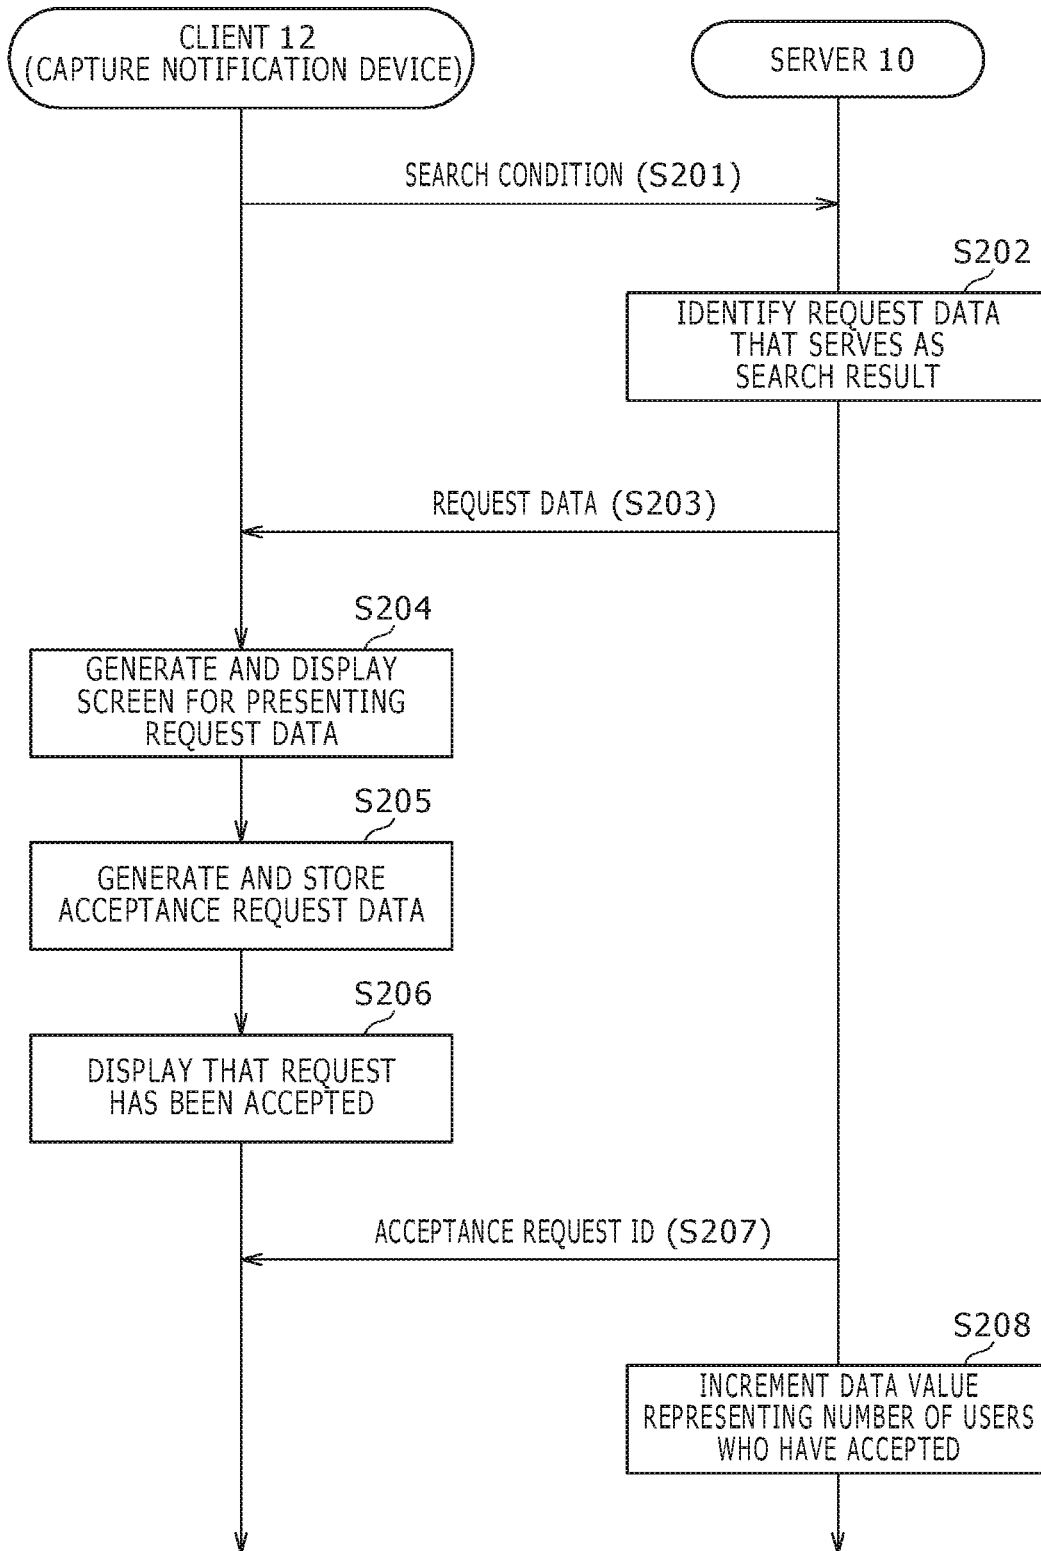 CLIENT 12
(CAPTURE NOTIFICATION DEVICE)
SERVER 10
SEARCH CONDITION (S201)
S202
IDENTIFY REQUEST DATA
THAT SERVES AS
SEARCH RESULT
REQUEST DATA (S203)
S204
GENERATE AND DISPLAY
SCREEN FOR PRESENTING
REQUEST DATA
S205
GENERATE AND STORE
ACCEPTANCE REQUEST DATA
S206
DISPLAY THAT REQUEST
HAS BEEN ACCEPTED
ACCEPTANCE REQUEST ID (S207)
S208
INCREMENT DATA VALUE
REPRESENTING NUMBER OF USERS
WHO HAVE ACCEPTED